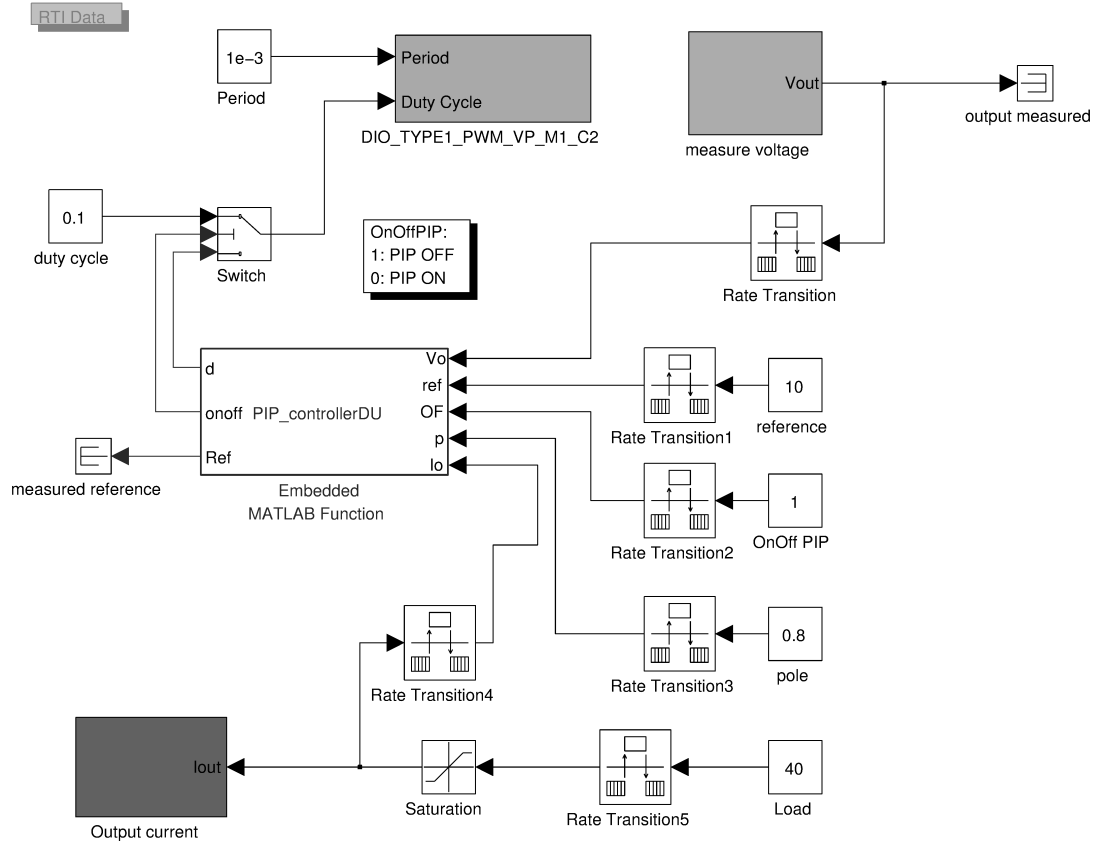 RTI Data
1e−3
Period
Period
Duty Cycle
DIO_TYPE1_PWM_VP_M1_C2
Vout
measure voltage
output measured
0.1
duty cycle
Switch
OnOffPIP:
1: PIP OFF
0: PIP ON
Rate Transition
d
onoff
Ref
PIP_controllerDU
Vo
ref
OF
p
Io
Embedded
MATLAB Function
measured reference
Rate Transition1
10
reference
Rate Transition2
1
OnOff PIP
Rate Transition3
0.8
pole
Rate Transition4
Iout
Output current
Saturation
Rate Transition5
40
Load